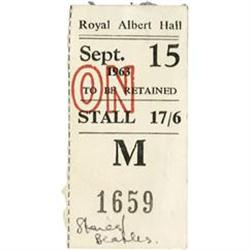 Royal Albert Hall
Sept. 15
1963
ON
TO BE RETAINED
STALL 17/6
M
1659
Stones/
Beatles.